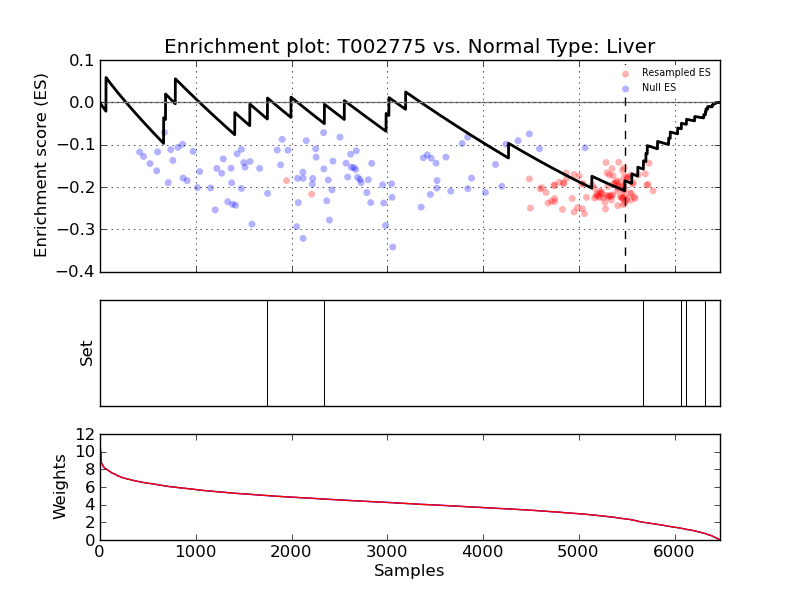 Enrichment plot: T002775 vs. Normal Type: Liver
Enrichment score (ES)
0.1
0.0
−0.1
−0.2
−0.3
−0.4
Resampled ES
Null ES
Set
Weights
12
10
8
6
4
2
0
0 1000 2000 3000 4000 5000 6000
Samples